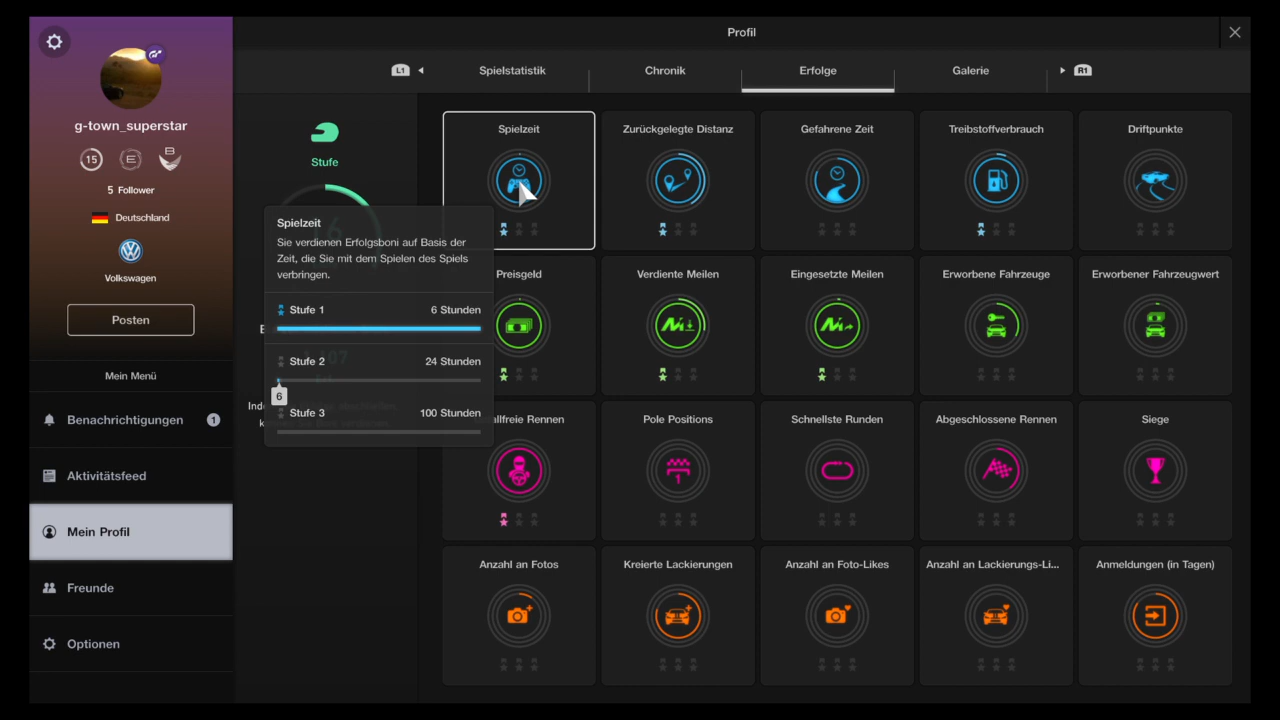 Profil
g-town_superstar
15
E
B
5 Follower
Deutschland
Volkswagen
Posten
Mein Menü
Benachrichtigungen
1
Aktivitätsfeed
Mein Profil
Freunde
Optionen
L1
Spielstatistik
Chronik
Erfolge
Galerie
R1
Stufe
Spielzeit
Sie verdienen Erfolgsboni auf Basis der
Zeit, die Sie mit dem Spielen des Spiels
verbringen.
Stufe 1 6 Stunden
Stufe 2 24 Stunden
6
Stufe 3 100 Stunden
Spielzeit
Zurückgelegte Distanz
Gefahrene Zeit
Treibstoffverbrauch
Driftpunkte
Preisgeld
Verdiente Meilen
Eingesetzte Meilen
Erworbene Fahrzeuge
Erworbener Fahrzeugwert
llfreie Rennen
Pole Positions
1
Schnellste Runden
Abgeschlossene Rennen
Siege
Anzahl an Fotos
Kreierte Lackierungen
Anzahl an Foto-Likes
Anzahl an Lackierungs-Li...
Anmeldungen (in Tagen)